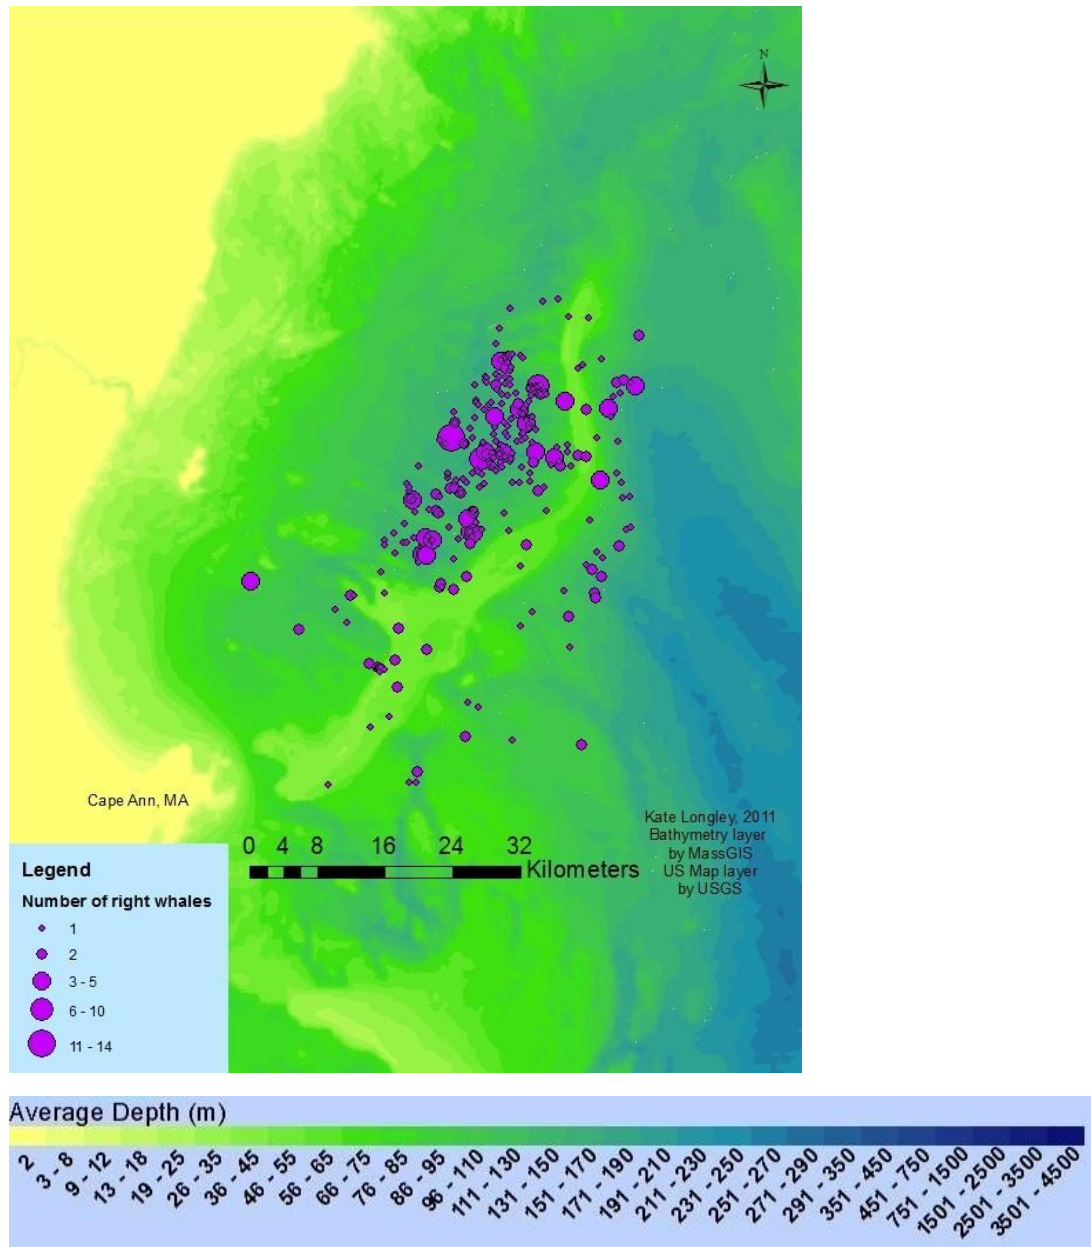 N
Cape Ann, MA
Kate Longley, 2011
Bathymetry layer
by MassGIS
US Map layer
by USGS
0 4 8 16 24 32
Kilometers
Legend
Number of right whales
1
2
3 - 5
6 - 10
11 - 14
Average Depth (m)
2
3 - 8
9 - 12
13 - 18
19 - 25
26 - 35
36 - 45
46 - 55
56 - 65
66 - 75
76 - 85
86 - 95
96 - 110
111 - 130
131 - 150
151 - 170
171 - 190
191 - 210
211 - 230
231 - 250
251 - 270
271 - 290
291 - 350
351 - 450
451 - 750
751 - 1500
1501 - 2500
2501 - 3500
3501 - 4500